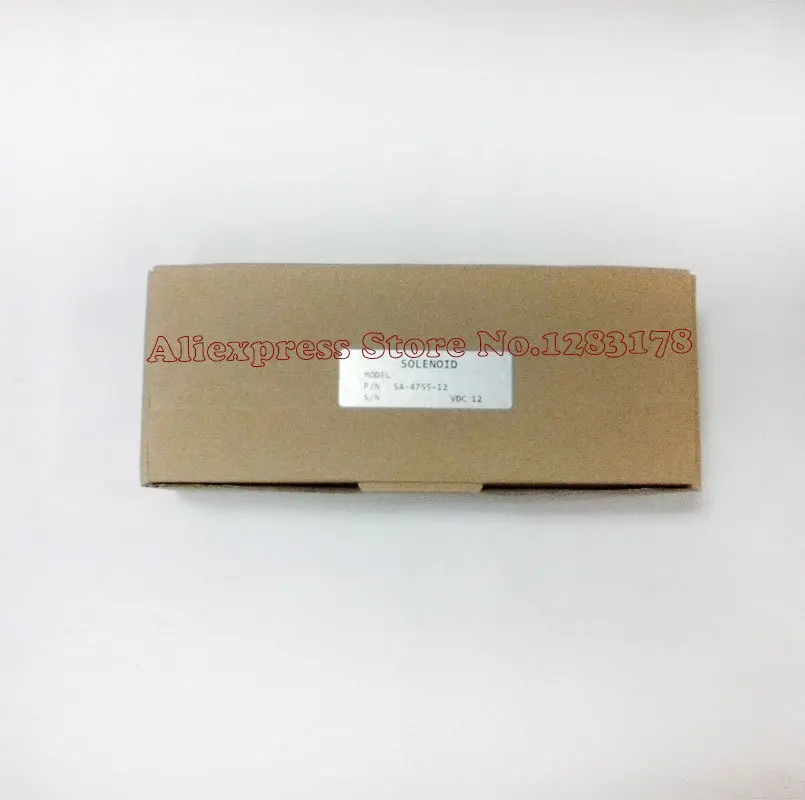 Aliexpress Store No.1283178
SOLENOID
MODEL
P/N SA-4755-12
S/N VDC 12